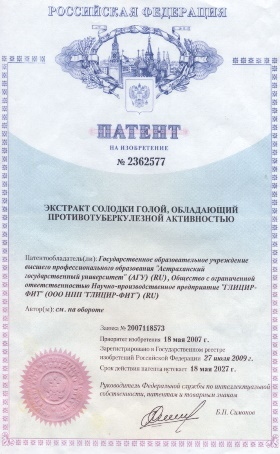 РОССИЙСКАЯ ФЕДЕРАЦИЯ
ПАТЕНТ
НА ИЗОБРЕТЕНИЕ
№ 2362577
ЭКСТРАКТ СОЛОДКИ ГОЛОЙ, ОБЛАДАЮЩИЙ
ПРОТИВОТУБЕРКУЛЕЗНОЙ АКТИВНОСТЬЮ
Патентообладатель(ли): Государственное образовательное учреждение
высшего профессионального образования "Астраханский
государственный университет" (АГУ) (RU), Общество с ограниченной
ответственностью Научно-производственное предприятие "ГЛИЦИР-
ФИТ" (ООО НПП "ГЛИЦИР-ФИТ") (RU)
Автор(ы): см. на обороте
Заявка № 2007118573
Приоритет изобретения 18 мая 2007 г.
Зарегистрировано в Государственном реестре
изобретений Российской Федерации 27 июля 2009 г.
Срок действия патента истекает 18 мая 2027 г.
Руководитель Федеральной службы по интеллектуальной
собственности, патентам и товарным знакам
Б.П. Симонов